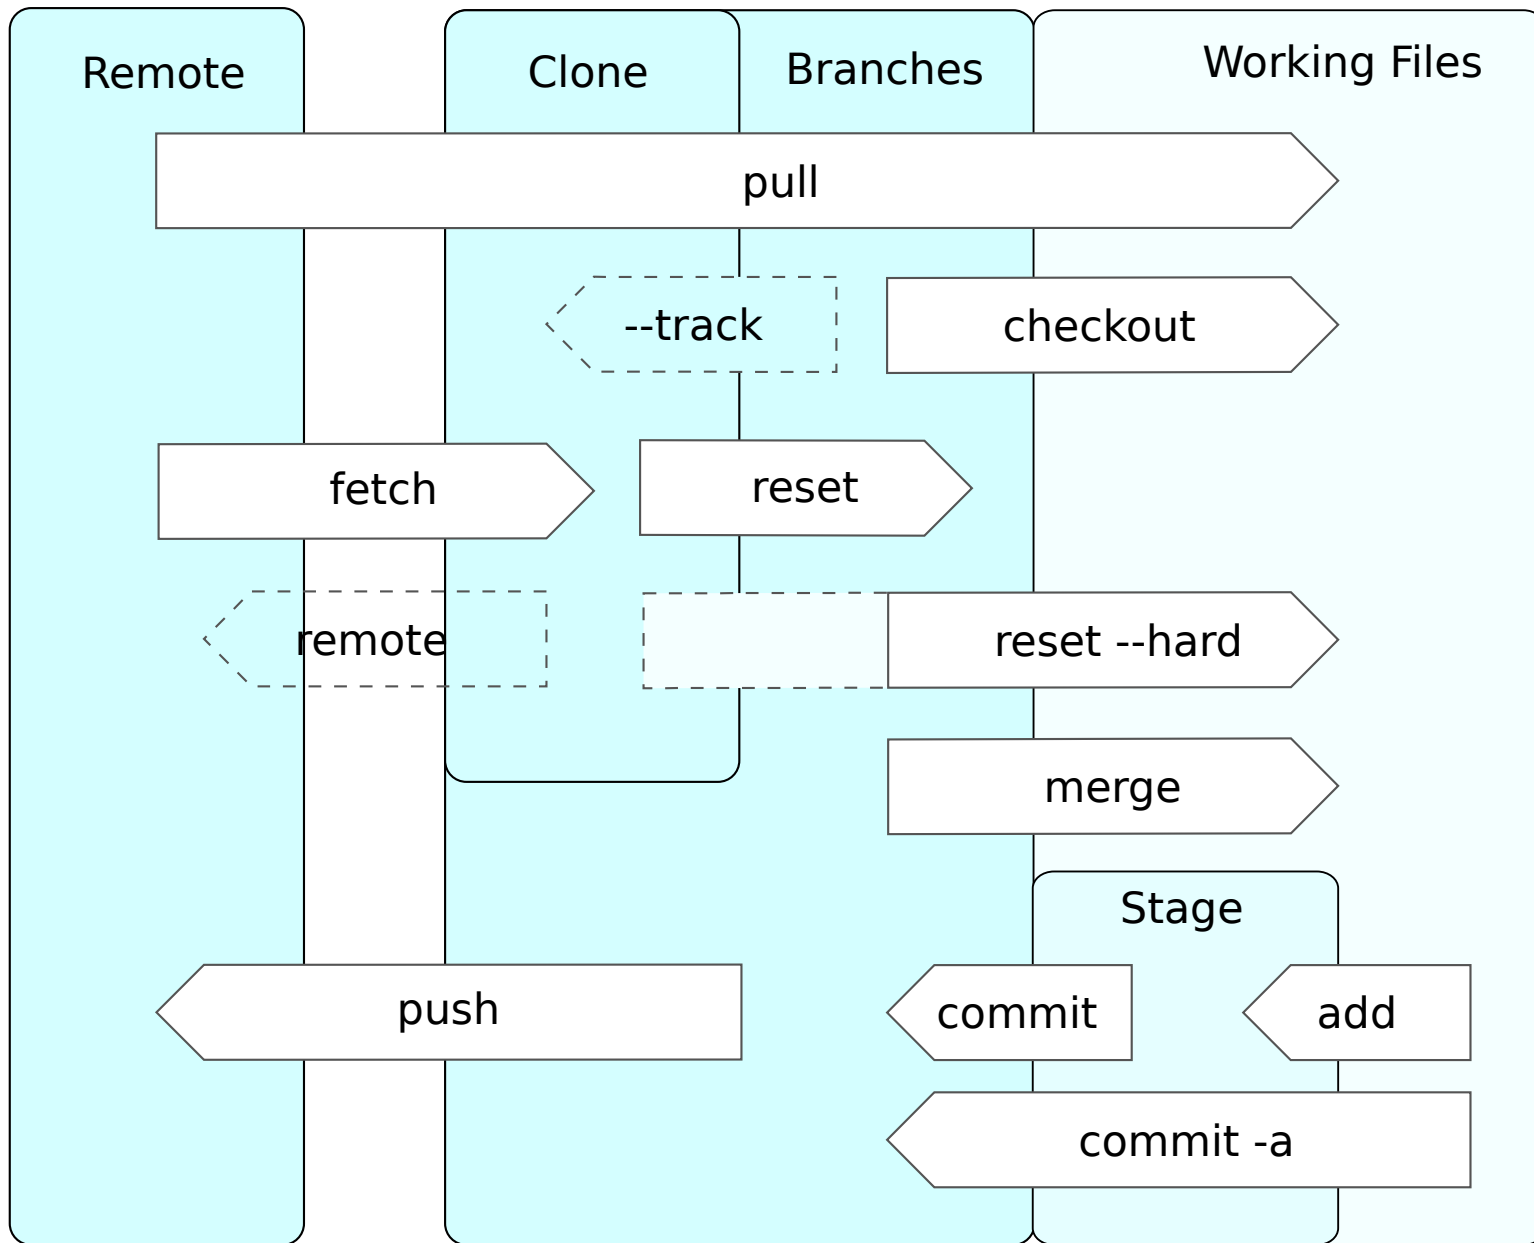 Remote
Clone
Branches
Working Files
pull
--track
checkout
fetch
reset
remote
reset --hard
merge
Stage
push
commit
add
commit -a